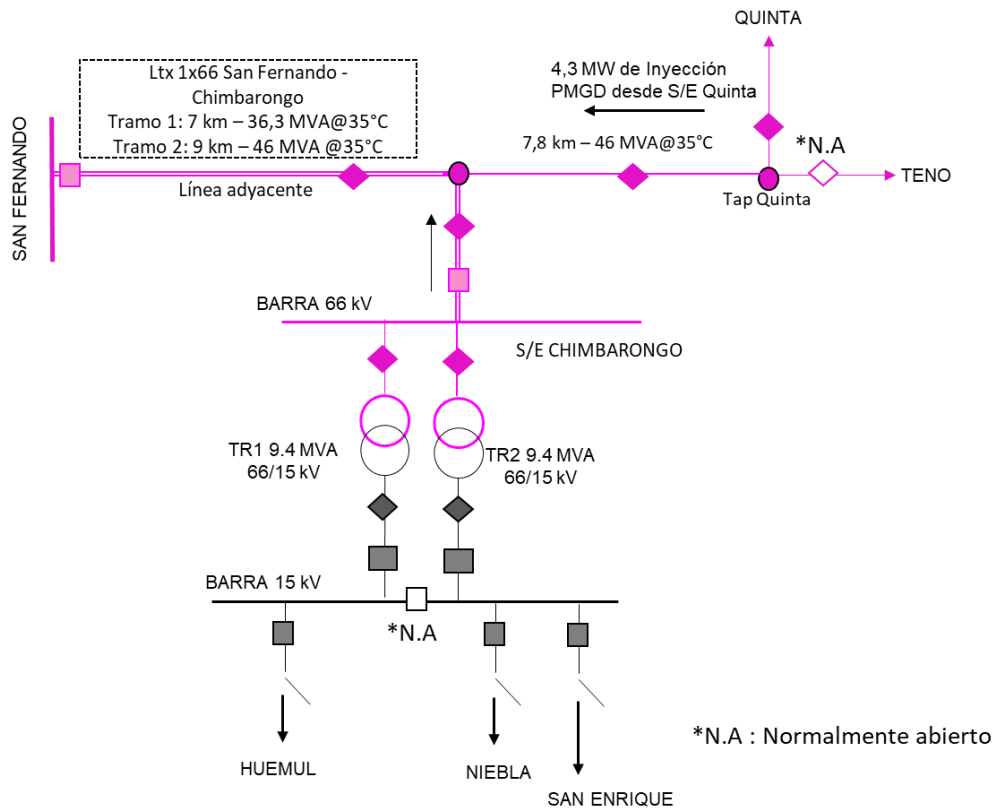 QUINTA
Ltx 1x66 San Fernando -
Chimbarongo
Tramo 1: 7 km – 36,3 MVA@35°C
Tramo 2: 9 km – 46 MVA @35°C
4,3 MW de Inyección
PMGD desde S/E Quinta
7,8 km – 46 MVA@35°C
*N.A
SAN FERNANDO
Línea adyacente
TENO
Tap Quinta
BARRA 66 kV
S/E CHIMBARONGO
TR1 9.4 MVA
66/15 kV
TR2 9.4 MVA
66/15 kV
BARRA 15 kV
*N.A
*N.A : Normalmente abierto
HUEMUL
NIEBLA
SAN ENRIQUE